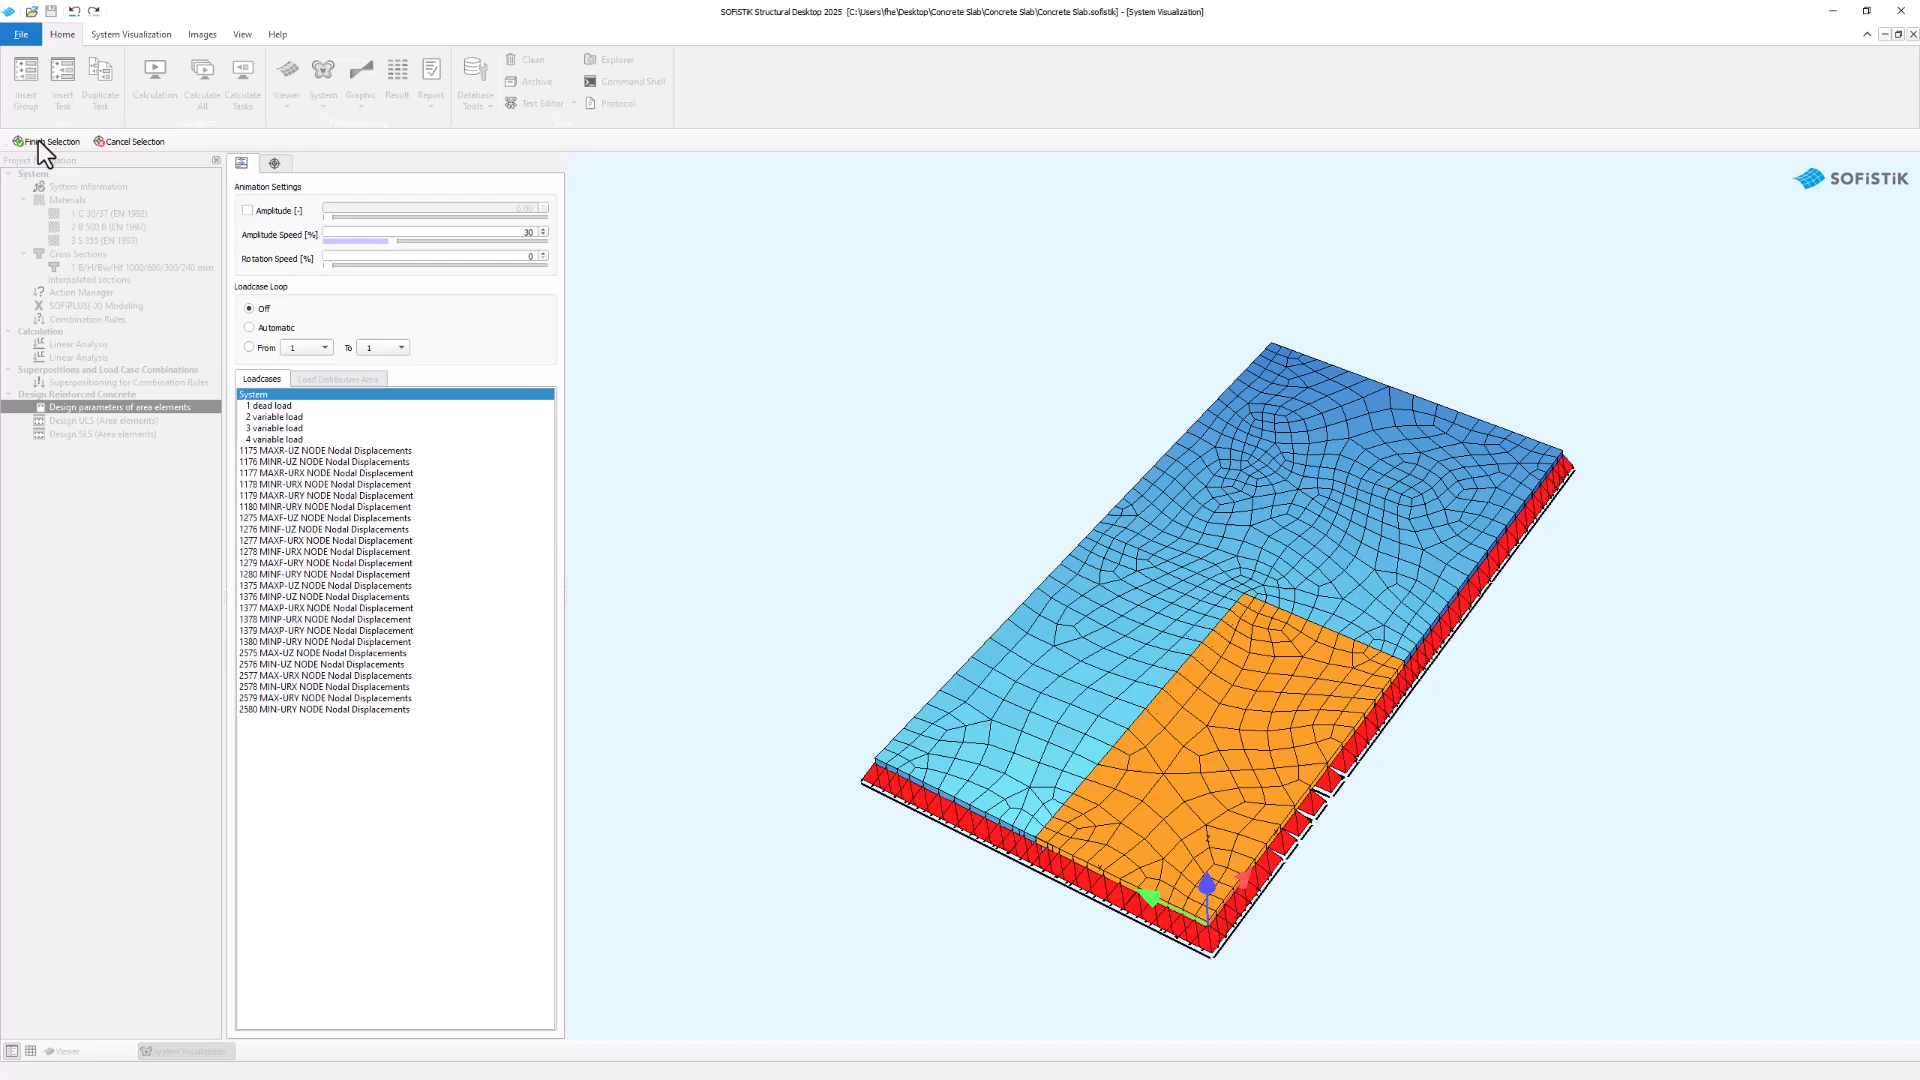 SOFiSTiK Structural Desktop 2025 [C:\Users\fhe\Desktop\Concrete Slab\Concrete Slab\Concrete Slab.sofistik] - [System Visualization]
File Home System Visualization Images View Help
Insert Group Insert Task Duplicate Task Calculation Calculate All Calculate Tasks Viewer System Graphic Result Report Database Tools
Clean Explorer
Archive Command Shell
Text Editor Protocol
Selection Cancel Selection
Project
System
System Information
Materials
1 C 30/37 (EN 1992)
2 B 500 B (EN 1992)
3 S 355 (EN 1993)
Cross Sections
1 B/H/Bw/Hf 1000/600/300/240 mm
Interpolated sections
Action Manager
SOFiPLUS(-X) Modeling
Combination Rules
Calculation
Linear Analysis
Linear Analysis
Superpositions and Load Case Combinations
Superpositioning for Combination Rules
Design Reinforced Concrete
Design parameters of area elements
Design ULS (Area elements)
Design SLS (Area elements)
Animation Settings
Amplitude [-] 0.00
Amplitude Speed [%] 30
Rotation Speed [%] 0
Loadcase Loop
Off
Automatic
From 1 To 1
Loadcases Load Distribution Area
System
1 dead load
2 variable load
3 variable load
4 variable load
1175 MAXR-UZ NODE Nodal Displacements
1176 MINR-UZ NODE Nodal Displacements
1177 MAXR-URX NODE Nodal Displacement
1178 MINR-URX NODE Nodal Displacement
1179 MAXR-URY NODE Nodal Displacement
1180 MINR-URY NODE Nodal Displacement
1275 MAXF-UZ NODE Nodal Displacements
1276 MINF-UZ NODE Nodal Displacements
1277 MAXF-URX NODE Nodal Displacement
1278 MINF-URX NODE Nodal Displacement
1279 MAXF-URY NODE Nodal Displacement
1280 MINF-URY NODE Nodal Displacement
1375 MAXP-UZ NODE Nodal Displacements
1376 MINP-UZ NODE Nodal Displacements
1377 MAXP-URX NODE Nodal Displacement
1378 MINP-URX NODE Nodal Displacement
1379 MAXP-URY NODE Nodal Displacement
1380 MINP-URY NODE Nodal Displacement
2575 MAX-UZ NODE Nodal Displacements
2576 MIN-UZ NODE Nodal Displacements
2577 MAX-URX NODE Nodal Displacements
2578 MIN-URX NODE Nodal Displacements
2579 MAX-URY NODE Nodal Displacements
2580 MIN-URY NODE Nodal Displacements
SOFiSTiK
Viewer System Visualization